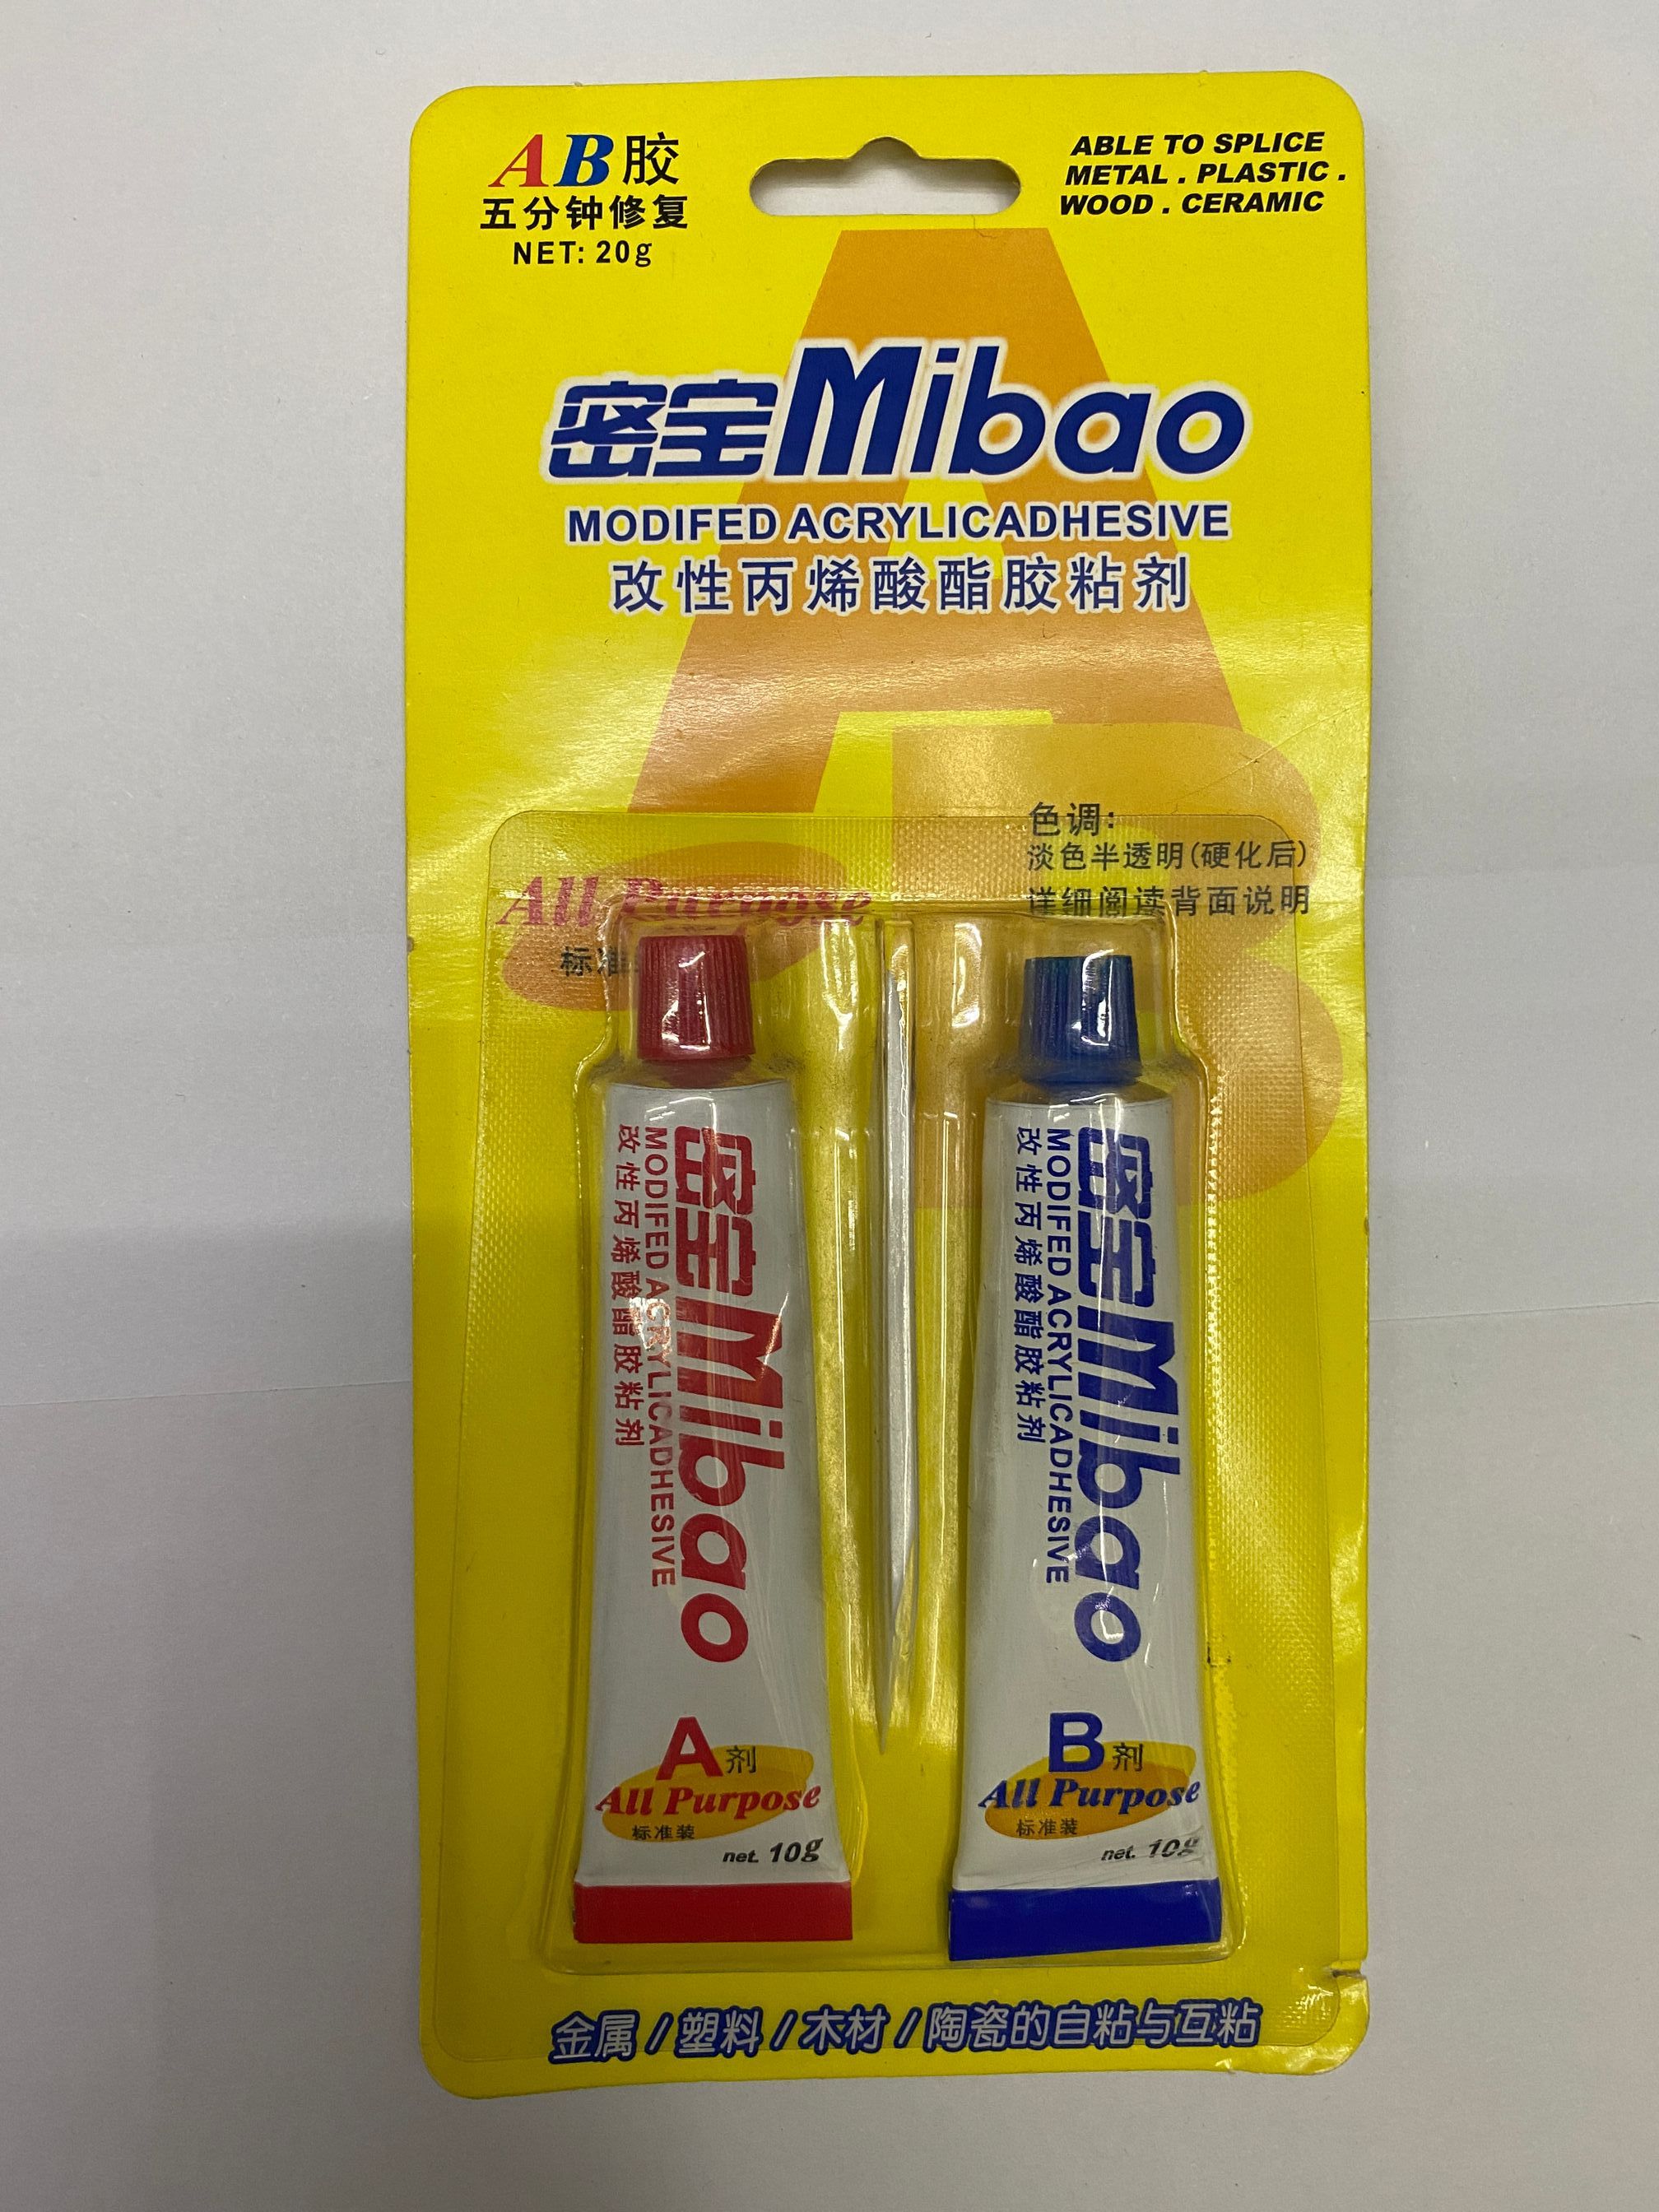 AB胶
五分钟修复
NET: 20g
ABLE TO SPLICE
METAL . PLASTIC .
WOOD . CERAMIC
密宝Mibao
MODIFED ACRYLICADHESIVE
改性丙烯酸酯胶粘剂
色调:
淡色半透明(硬化后)
详细阅读背面说明
All Purpose
标准
密宝Mibao
MODIFED ACRYLICADHESIVE
改性丙烯酸酯胶粘剂
A剂
All Purpose
标准装
net. 10g
密宝Mibao
MODIFED ACRYLICADHESIVE
改性丙烯酸酯胶粘剂
B剂
All Purpose
标准装
net. 10g
金属/塑料/木材/陶瓷的自粘与互粘